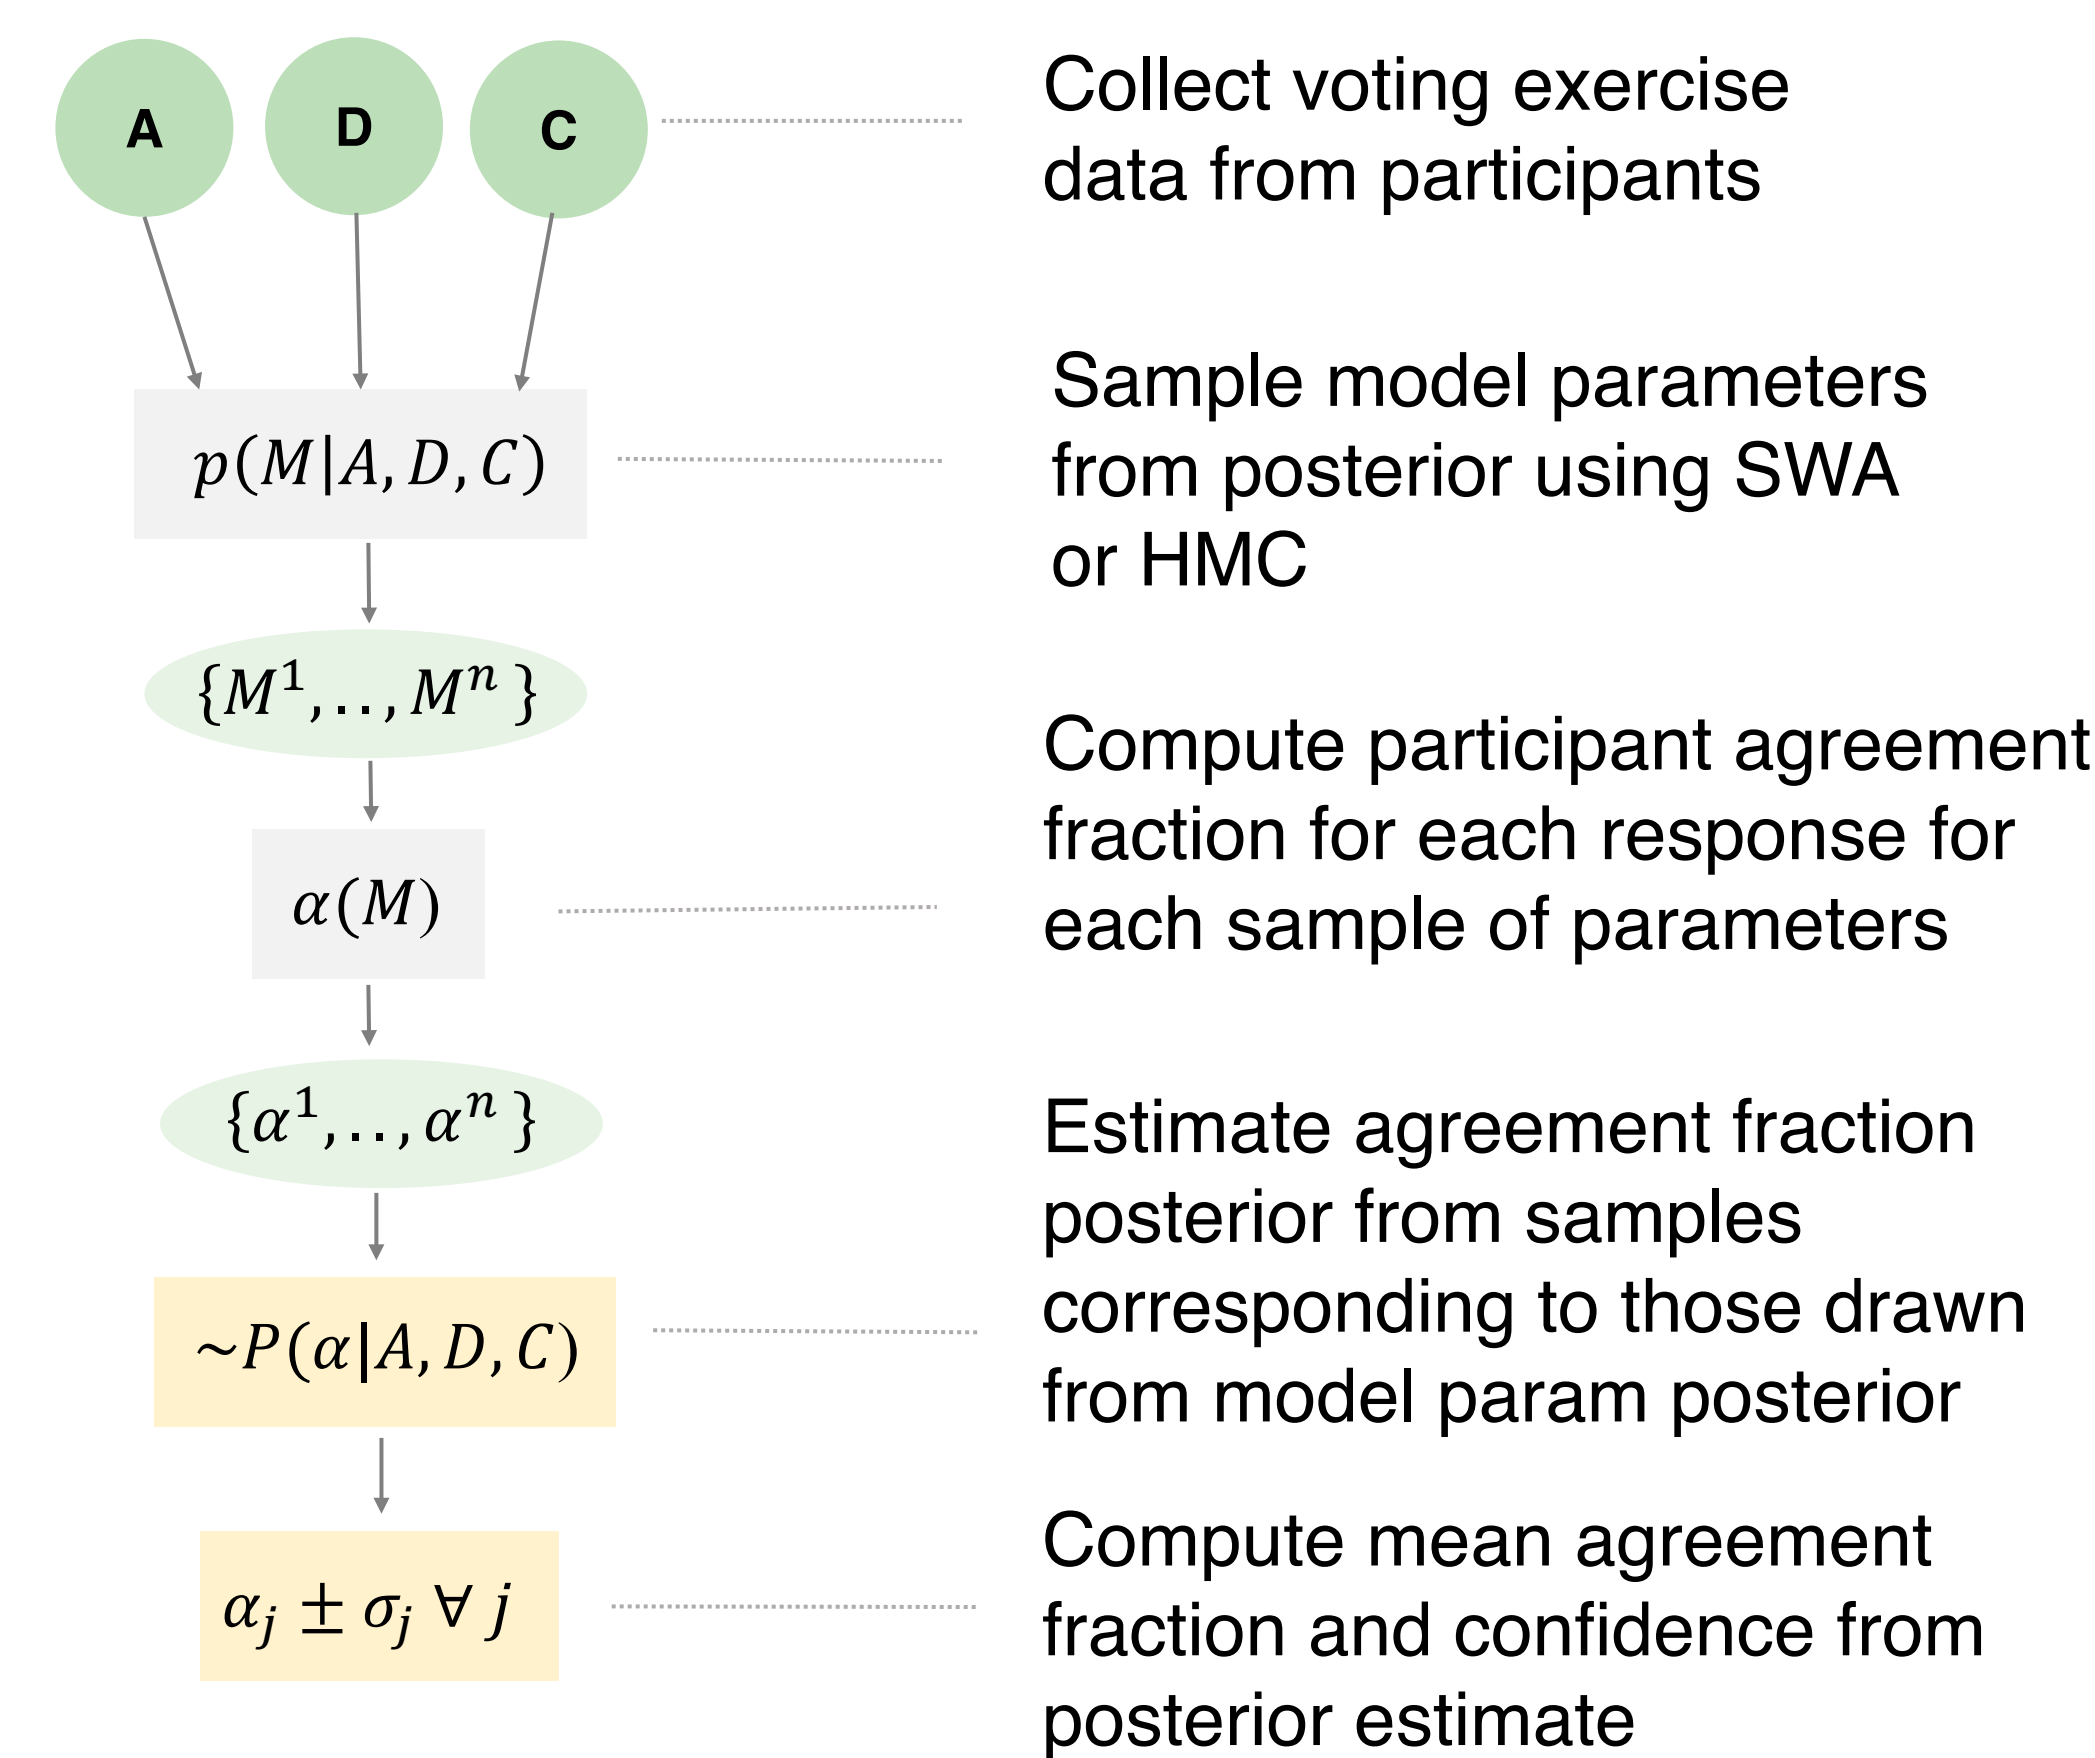 A D C
Collect voting exercise
data from participants
p(M|A, D, C)
Sample model parameters
from posterior using SWA
or HMC
{M¹, . . , Mⁿ }
Compute participant agreement
fraction for each response for
each sample of parameters
α(M)
{α¹, . . , αⁿ }
Estimate agreement fraction
posterior from samples
corresponding to those drawn
from model param posterior
~P(α|A, D, C)
Compute mean agreement
fraction and confidence from
posterior estimate
αⱼ ± σⱼ ∀ j